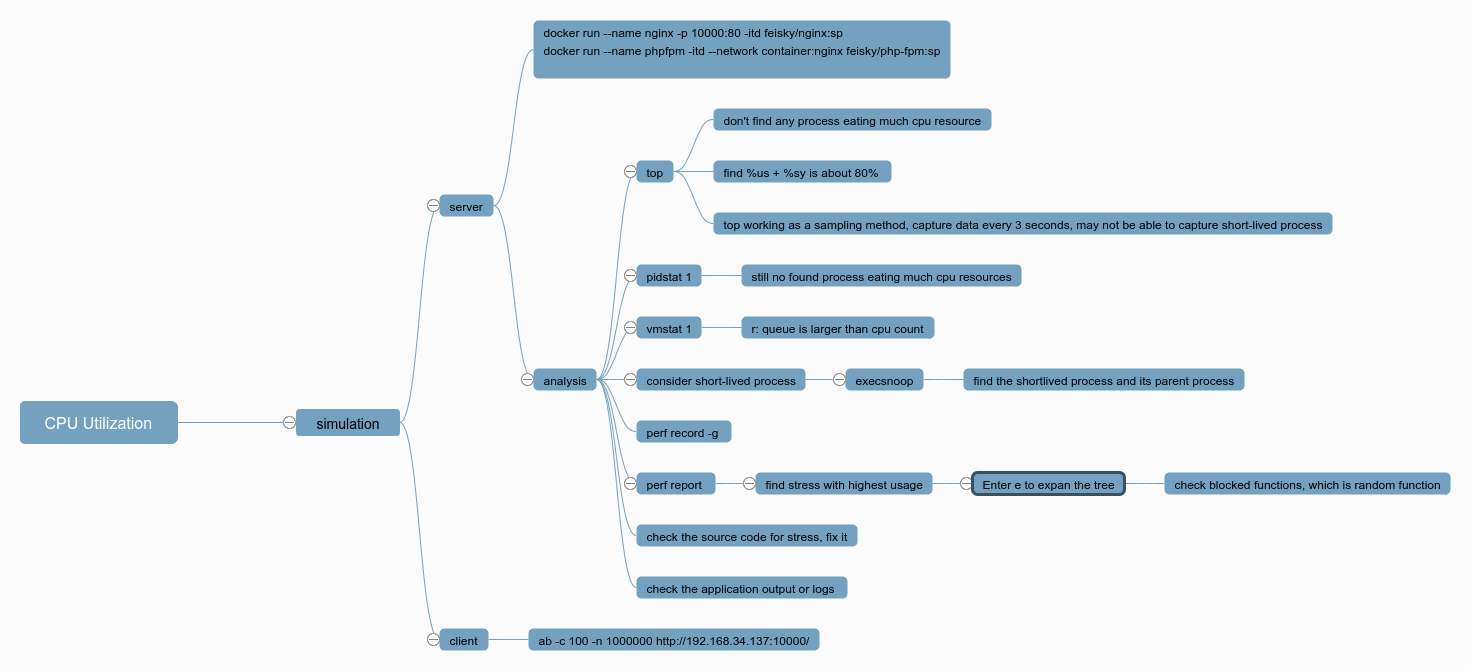 docker run --name nginx -p 10000:80 -itd feisky/nginx:sp
docker run --name phpfpm -itd --network container:nginx feisky/php-fpm:sp
don't find any process eating much cpu resource
top
find %us + %sy is about 80%
server
top working as a sampling method, capture data every 3 seconds, may not be able to capture short-lived process
pidstat 1
still no found process eating much cpu resources
vmstat 1
r: queue is larger than cpu count
analysis
consider short-lived process
execsnoop
find the shortlived process and its parent process
CPU Utilization
simulation
perf record -g
perf report
find stress with highest usage
Enter e to expan the tree
check blocked functions, which is random function
check the source code for stress, fix it
check the application output or logs
client
ab -c 100 -n 1000000 http://192.168.34.137:10000/